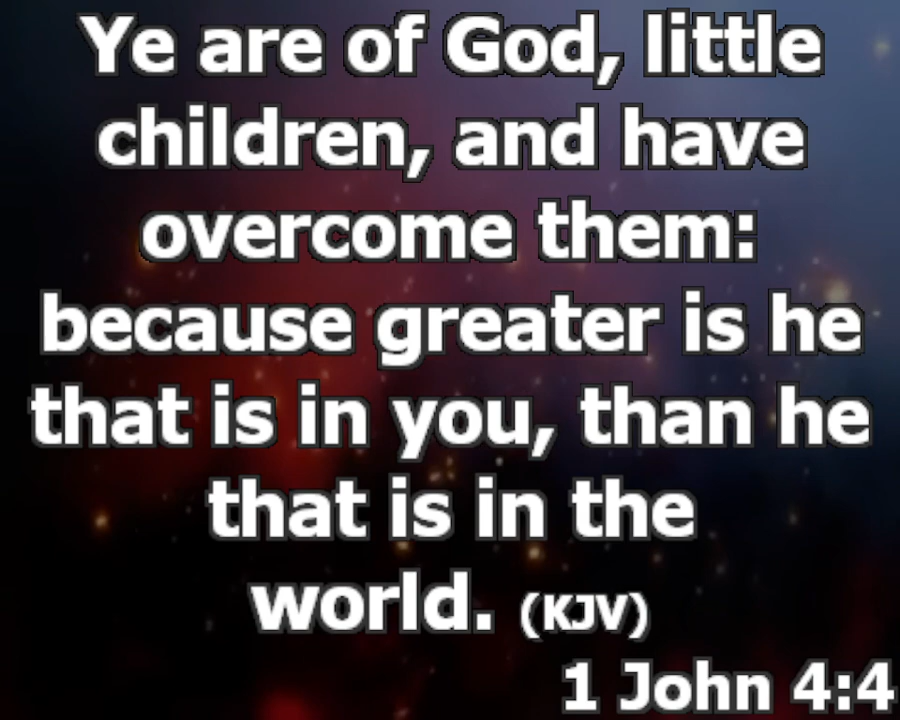 Ye are of God, little
children, and have
overcome them:
because greater is he
that is in you, than he
that is in the
world. (KJV)
1 John 4:4